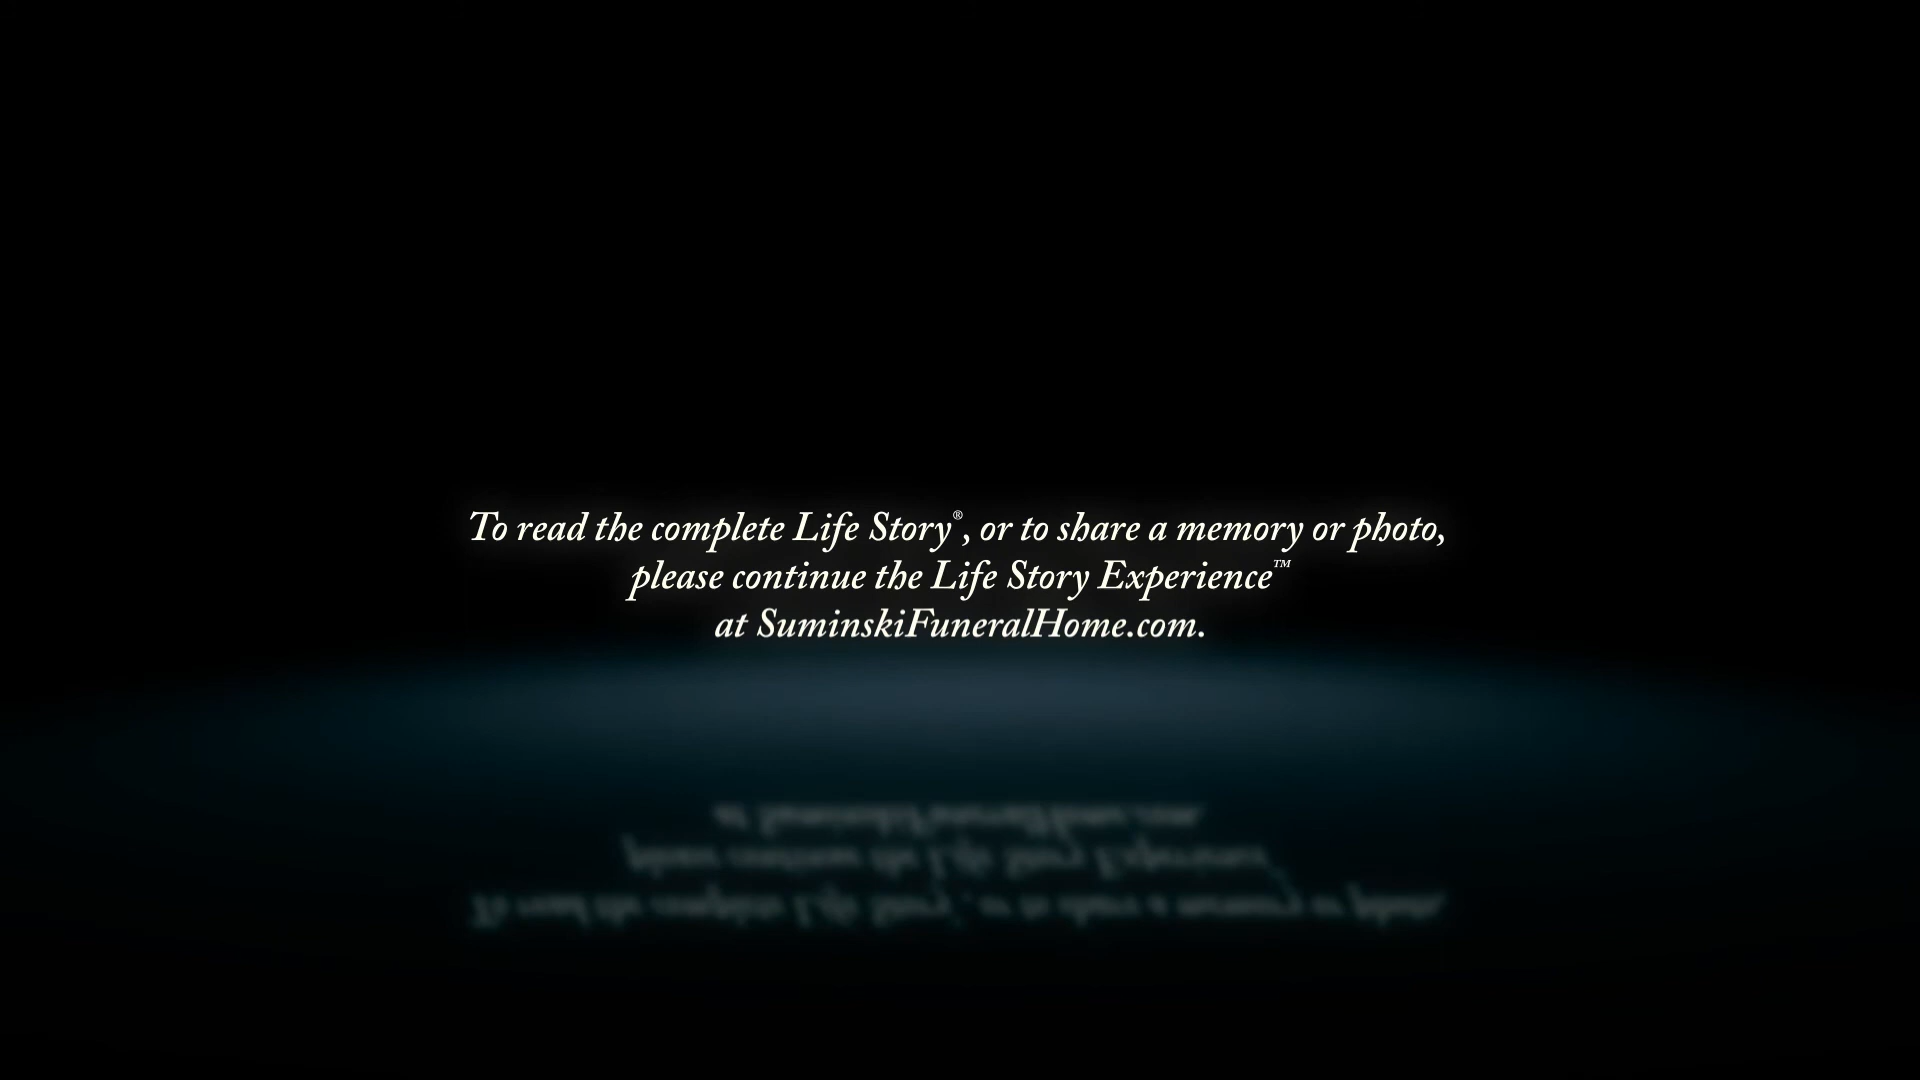 To read the complete Life Story®, or to share a memory or photo,
please continue the Life Story Experience™
at SuminskiFuneralHome.com.